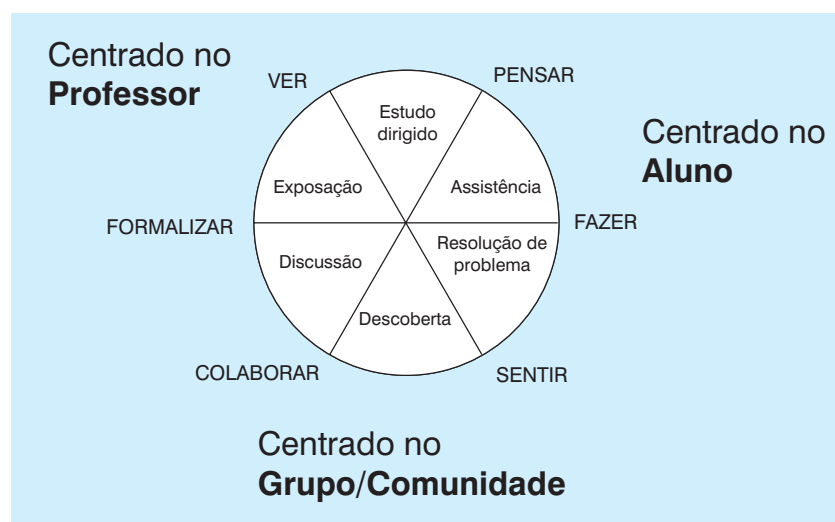 Centrado no
Professor
VER
PENSAR
Estudo
dirigido
Centrado no
Aluno
Exposação
Assistência
FORMALIZAR
FAZER
Discussão
Resolução de
problema
Descoberta
COLABORAR
SENTIR
Centrado no
Grupo/Comunidade